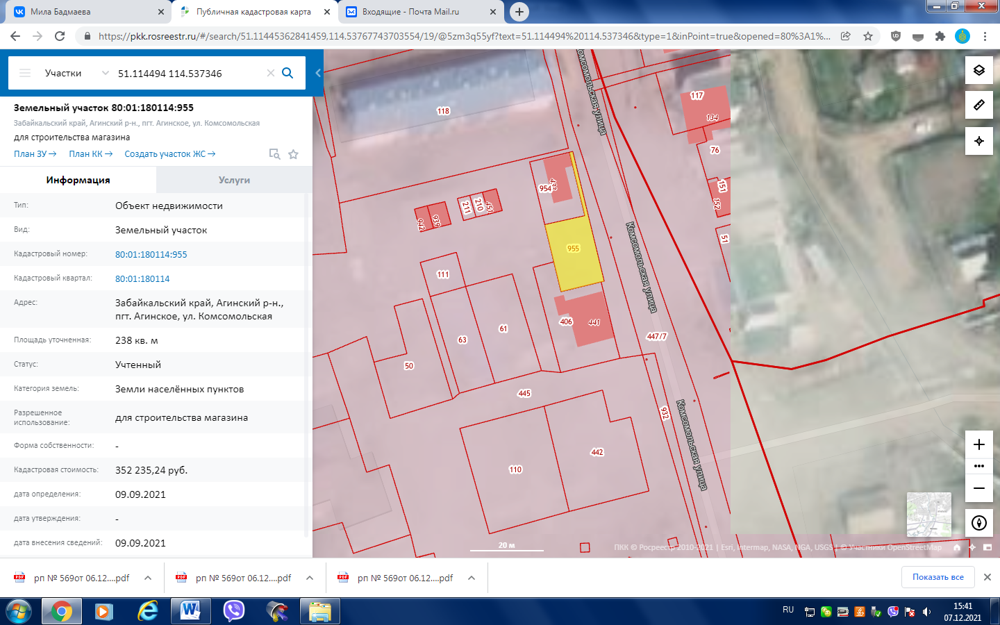 Мила Бадмаева
Публичная кадастровая карта
Входящие - Почта Mail.ru
https://pkk.rosreestr.ru/#/search/51.11445362841459,114.53767743703554/19/@5zm3q55yf?text=51.114494%20114.537346&type=1&inPoint=true&opened=80%3A1%...
Участки
51.114494 114.537346
Земельный участок 80:01:180114:955
Забайкальский край, Агинский р-н., пгт. Агинское, ул. Комсомольская
для строительства магазина
План ЗУ →
План КК →
Создать участок ЖС →
Информация
Услуги
Тип:
Объект недвижимости
Вид:
Земельный участок
Кадастровый номер:
80:01:180114:955
Кадастровый квартал:
80:01:180114
Адрес:
Забайкальский край, Агинский р-н.,
пгт. Агинское, ул. Комсомольская
Площадь уточненная:
238 кв. м
Статус:
Учтенный
Категория земель:
Земли населённых пунктов
Разрешенное
использование:
для строительства магазина
Форма собственности:
-
Кадастровая стоимость:
352 235,24 руб.
дата определения:
09.09.2021
дата утверждения:
-
дата внесения сведений:
09.09.2021
118
Комсомольская улица
117
134
76
151
152
51
954
433
211
210
451
942
939
955
Комсомольская улица
111
61
63
50
406
441
447/7
445
932
Комсомольская улица
110
442
20 м
ПКК © Росреестр 2010-2021 | Esri, Intermap, NASA, NGA, USGS | © Участники OpenStreetMap
рп № 569от 06.12....pdf
рп № 569от 06.12....pdf
рп № 569от 06.12....pdf
Показать все
RU
15:41
07.12.2021